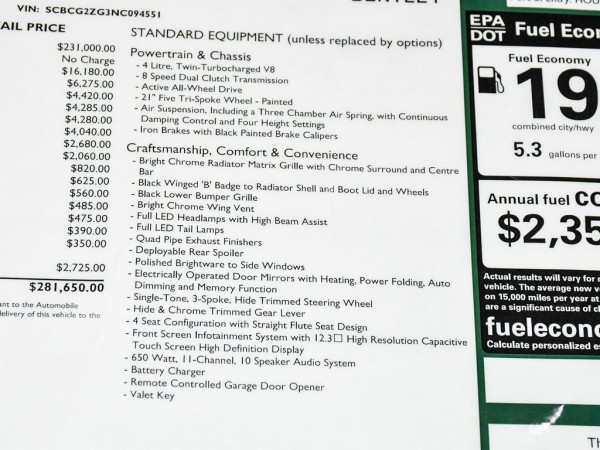 VIN: SCBCG2ZG3NC094551
AIL PRICE
$231,000.00
No Charge
$16,180.00
$6,275.00
$4,420.00
$4,285.00
$4,280.00
$4,040.00
$2,680.00
$2,060.00
$820.00
$625.00
$560.00
$485.00
$475.00
$390.00
$350.00
$2,725.00
$281,650.00
ant to the Automobile
delivery of this vehicle to the
STANDARD EQUIPMENT (unless replaced by options)
Powertrain & Chassis
- 4 Litre, Twin-Turbocharged V8
- 8 Speed Dual Clutch Transmission
- Active All-Wheel Drive
- 21" Five Tri-Spoke Wheel - Painted
- Air Suspension, Including a Three Chamber Air Spring, with Continuous
Damping Control and Four Height Settings
- Iron Brakes with Black Painted Brake Calipers
Craftsmanship, Comfort & Convenience
- Bright Chrome Radiator Matrix Grille with Chrome Surround and Centre
Bar
- Black Winged 'B' Badge to Radiator Shell and Boot Lid and Wheels
- Black Lower Bumper Grille
- Bright Chrome Wing Vent
- Full LED Headlamps with High Beam Assist
- Full LED Tail Lamps
- Quad Pipe Exhaust Finishers
- Deployable Rear Spoiler
- Polished Brightware to Side Windows
- Electrically Operated Door Mirrors with Heating, Power Folding, Auto
Dimming and Memory Function
- Single-Tone, 3-Spoke, Hide Trimmed Steering Wheel
- Hide & Chrome Trimmed Gear Lever
- 4 Seat Configuration with Straight Flute Seat Design
- Front Screen Infotainment System with 12.3□ High Resolution Capacitive
Touch Screen High Definition Display
- 650 Watt, 11-Channel, 10 Speaker Audio System
- Battery Charger
- Remote Controlled Garage Door Opener
- Valet Key
EPA
DOT
Fuel Econ
Fuel Economy
19
combined city/hwy
5.3 gallons per
Annual fuel CO
$2,35
Actual results will vary for
vehicle. The average new v
on 15,000 miles per year at
are a significant cause of cl
fuelecono
Calculate personalized es
Th